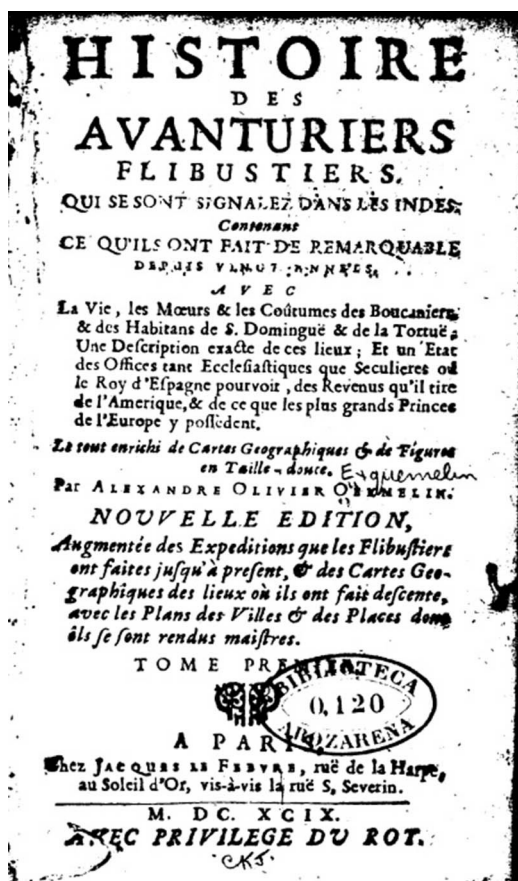 HISTOIRE
DES
AVANTURIERS
FLIBUSTIERS.
QUI SE SONT SIGNALEZ DANS LES INDES;
Contenant
CE QU'ILS ONT FAIT DE REMARQUABLE
DEPUIS VINGT ANNÉES,
AVEC
La Vie, les Mœurs & les Coûtumes des Boucaniers,
& des Habitans de S. Dominguë & de la Tortuë;
Une Deſcription exacte de ces lieux; Et un Etat
des Offices tant Eccleſiaſtiques que Seculieres où
le Roy d'Eſpagne pourvoit, des Revenus qu'il tire
de l'Amerique, & de ce que les plus grands Princes
de l'Europe y poſſedent.
Le tout enrichi de Cartes Geographiques & de Figures
en Taille-douce. Exquemelin
Par ALEXANDRE OLIVIER OEXMELIN.
NOUVELLE EDITION,
Augmentée des Expeditions que les Flibuſtiers
ont faites juſqu'à preſent, & des Cartes Geo-
graphiques des lieux où ils ont fait deſcente,
avec les Plans des Villes & des Places dont
ils ſe ſont rendus maiſtres.
TOME PREMIER.
BIBLIOTECA
0,120
AROZARENA
A PARIS,
Chez JACQUES LE FEBVRE, ruë de la Harpe,
au Soleil d'Or, vis-à-vis la ruë S. Severin.
M. DC. XCIX.
AVEC PRIVILEGE DU ROY.